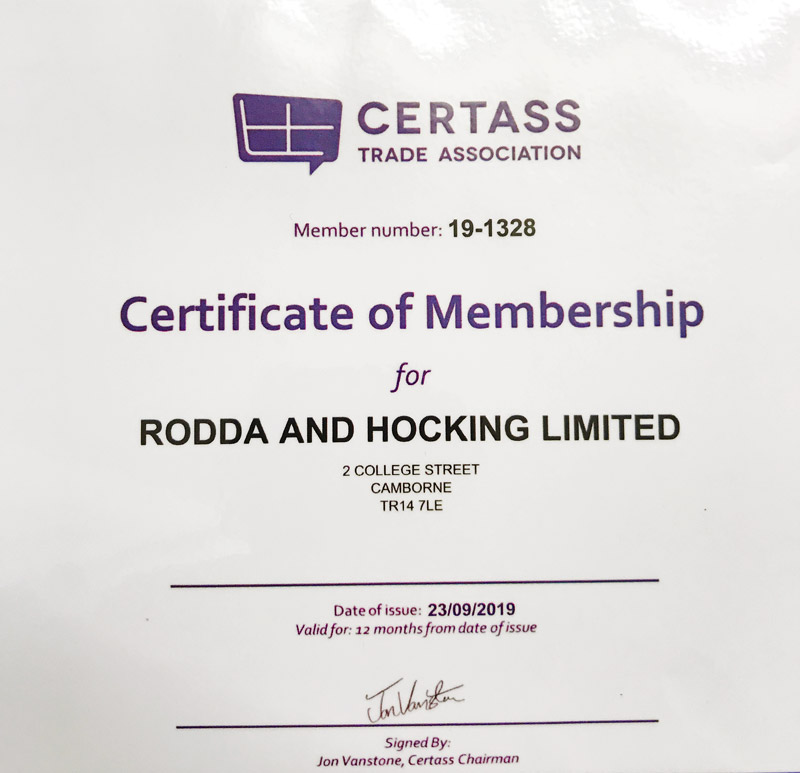 CERTASS
TRADE ASSOCIATION
Member number: 19-1328
Certificate of Membership
for
RODDA AND HOCKING LIMITED
2 COLLEGE STREET
CAMBORNE
TR14 7LE
Date of issue: 23/09/2019
Valid for: 12 months from date of issue
Jon Vanstone
Signed By:
Jon Vanstone, Certass Chairman